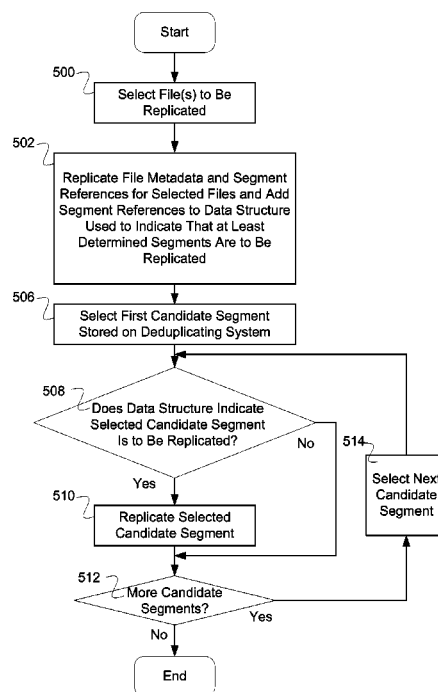 Start
500
Select File(s) to Be
Replicated
502
Replicate File Metadata and Segment
References for Selected Files and Add
Segment References to Data Structure
Used to Indicate That at Least
Determined Segments Are to Be
Replicated
506
Select First Candidate Segment
Stored on Deduplicating System
508
Does Data Structure Indicate
Selected Candidate Segment
Is to Be Replicated?
No
Yes
514
Select Next
Candidate
Segment
510
Replicate Selected
Candidate Segment
512
More Candidate
Segments?
Yes
No
End